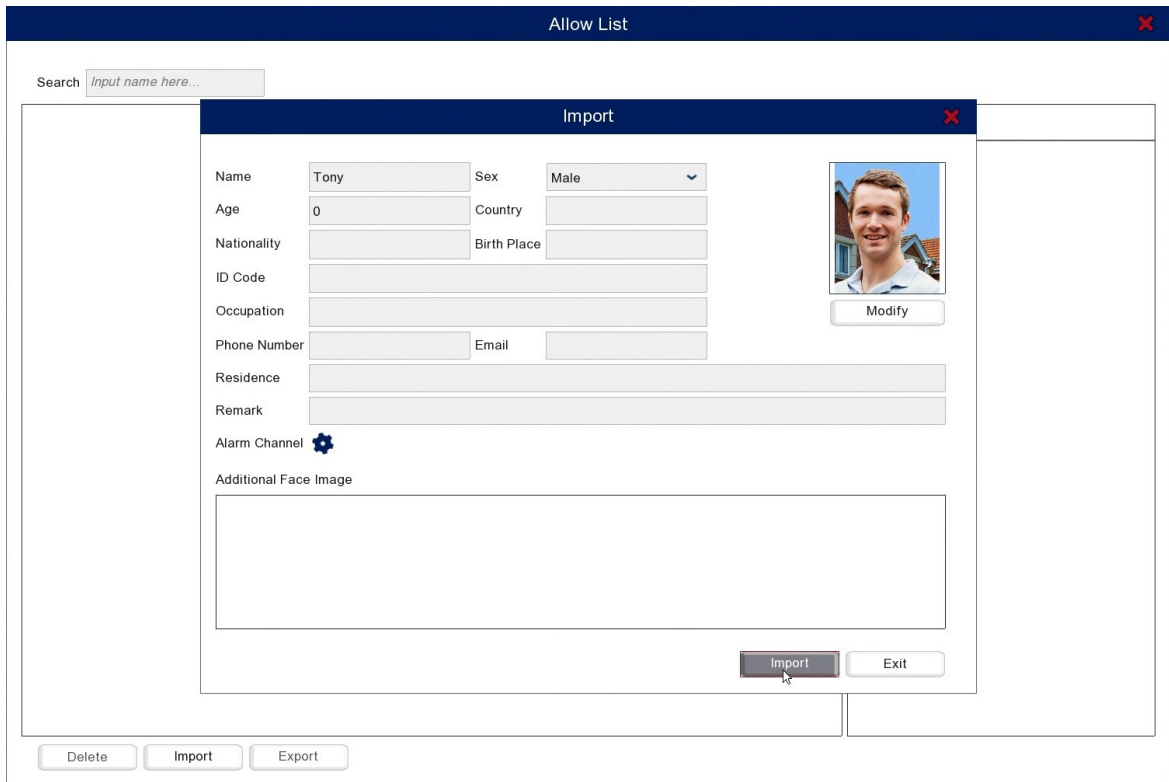 Allow List
Search Input name here...
Import
Name Tony Sex Male
Age 0 Country
Nationality Birth Place
ID Code
Occupation
Modify
Phone Number Email
Residence
Remark
Alarm Channel
Additional Face Image
Import Exit
Delete Import Export